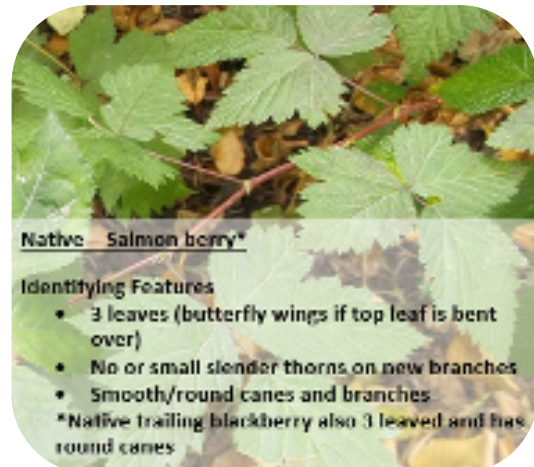 Native Salmon berry*
Identifying Features
• 3 leaves (butterfly wings if top leaf is bent
over)
• No or small slender thorns on new branches
• Smooth/round canes and branches
*Native trailing blackberry also 3 leaved and has
round canes